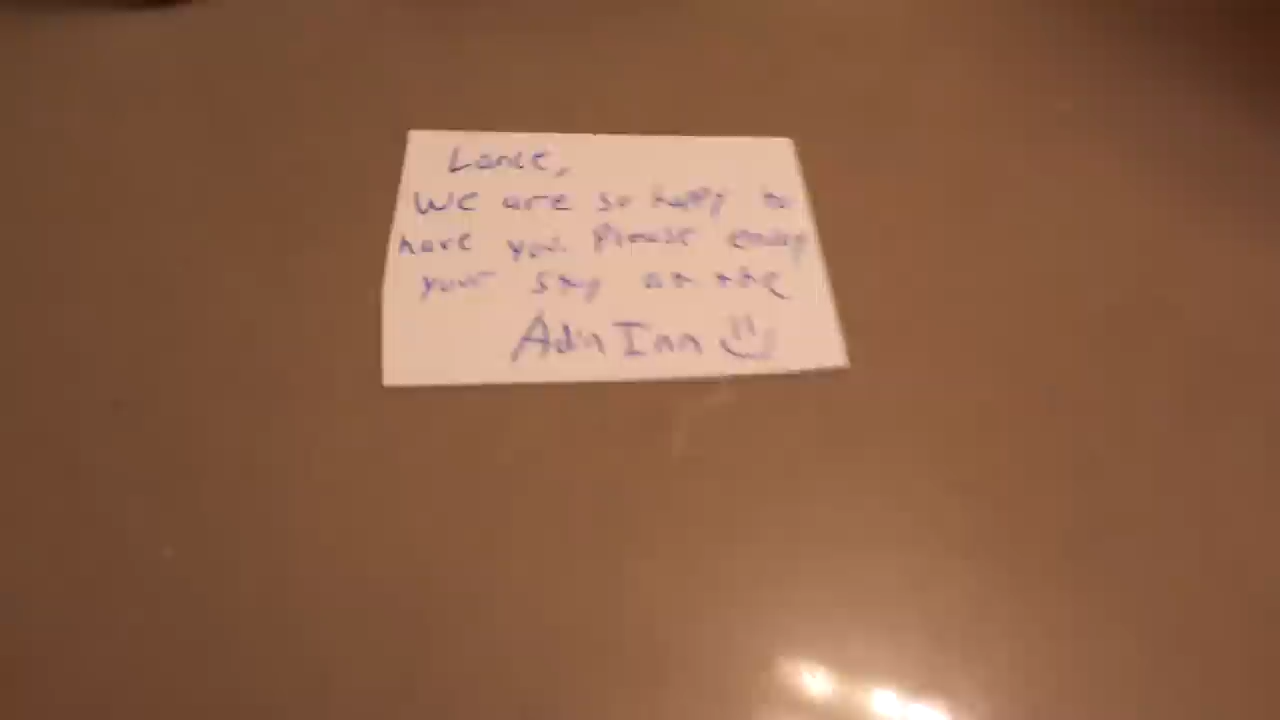 Lance,
We are so happy to
have you. Please enjoy
your stay at the
Adin Inn